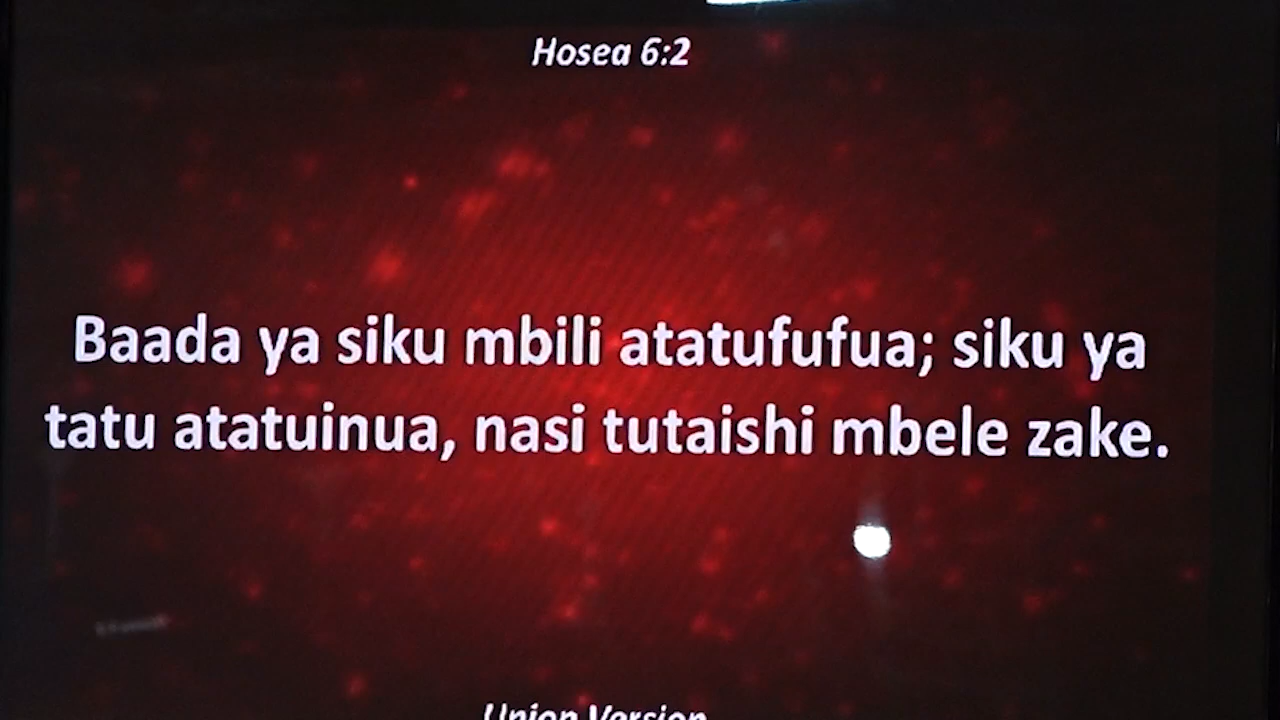 Hosea 6:2
Baada ya siku mbili atatufufua; siku ya
tatu atatuinua, nasi tutaishi mbele zake.
Union Version